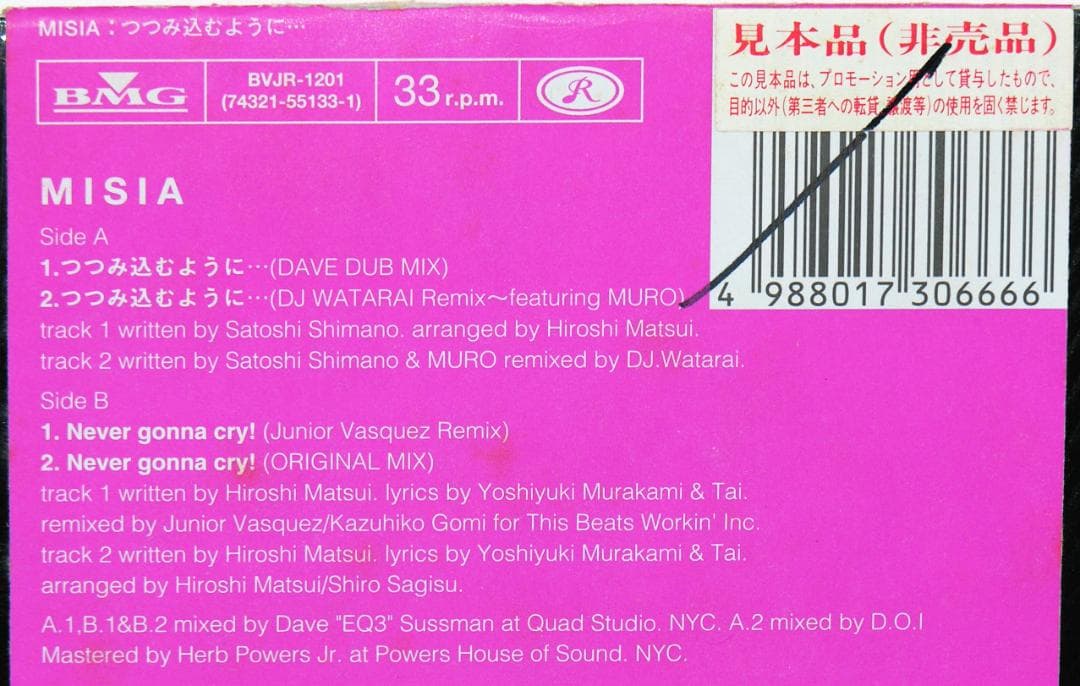 MISIA：つつみ込むように…
BMG
BVJR-1201
(74321-55133-1)
33 r.p.m.
R
見本品(非売品)
この見本品は、プロモーション用として貸与したもので、
目的以外(第三者への転貸、譲渡等)の使用を固く禁じます。
4 988017 306666
MISIA
Side A
1.つつみ込むように…(DAVE DUB MIX)
2.つつみ込むように…(DJ WATARAI Remix～featuring MURO)
track 1 written by Satoshi Shimano. arranged by Hiroshi Matsui.
track 2 written by Satoshi Shimano & MURO remixed by DJ.Watarai.
Side B
1. Never gonna cry! (Junior Vasquez Remix)
2. Never gonna cry! (ORIGINAL MIX)
track 1 written by Hiroshi Matsui. lyrics by Yoshiyuki Murakami & Tai.
remixed by Junior Vasquez/Kazuhiko Gomi for This Beats Workin' Inc.
track 2 written by Hiroshi Matsui. lyrics by Yoshiyuki Murakami & Tai.
arranged by Hiroshi Matsui/Shiro Sagisu.
A.1,B.1&B.2 mixed by Dave "EQ3" Sussman at Quad Studio. NYC. A.2 mixed by D.O.I
Mastered by Herb Powers Jr. at Powers House of Sound. NYC.